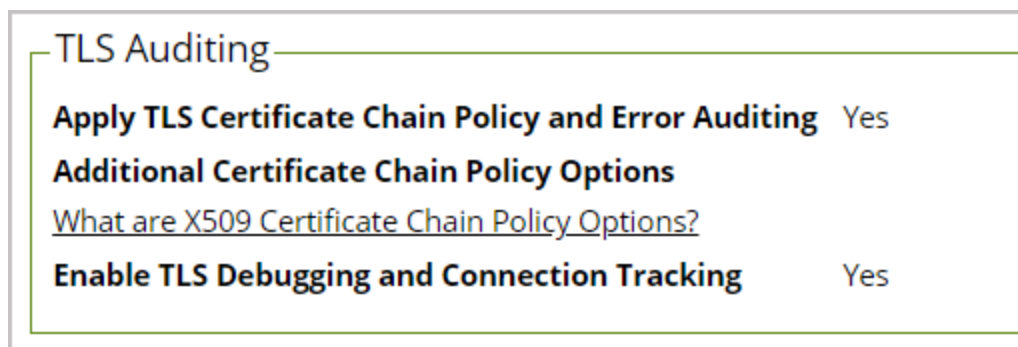 TLS Auditing
Apply TLS Certificate Chain Policy and Error Auditing Yes
Additional Certificate Chain Policy Options
What are X509 Certificate Chain Policy Options?
Enable TLS Debugging and Connection Tracking Yes